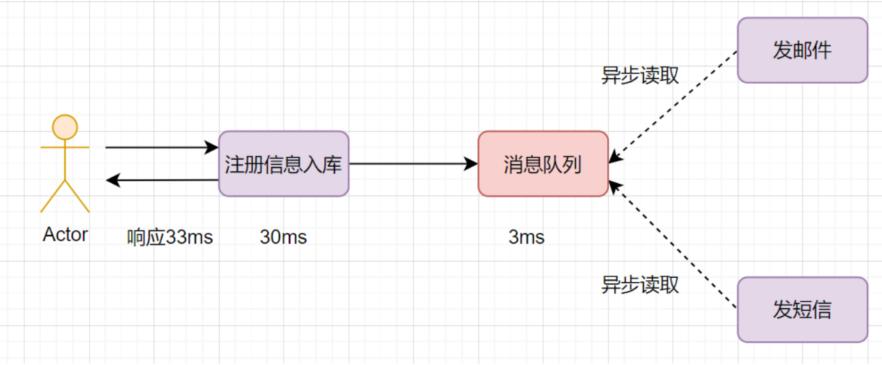 发邮件
异步读取
注册信息入库
消息队列
Actor
响应33ms
30ms
3ms
异步读取
发短信